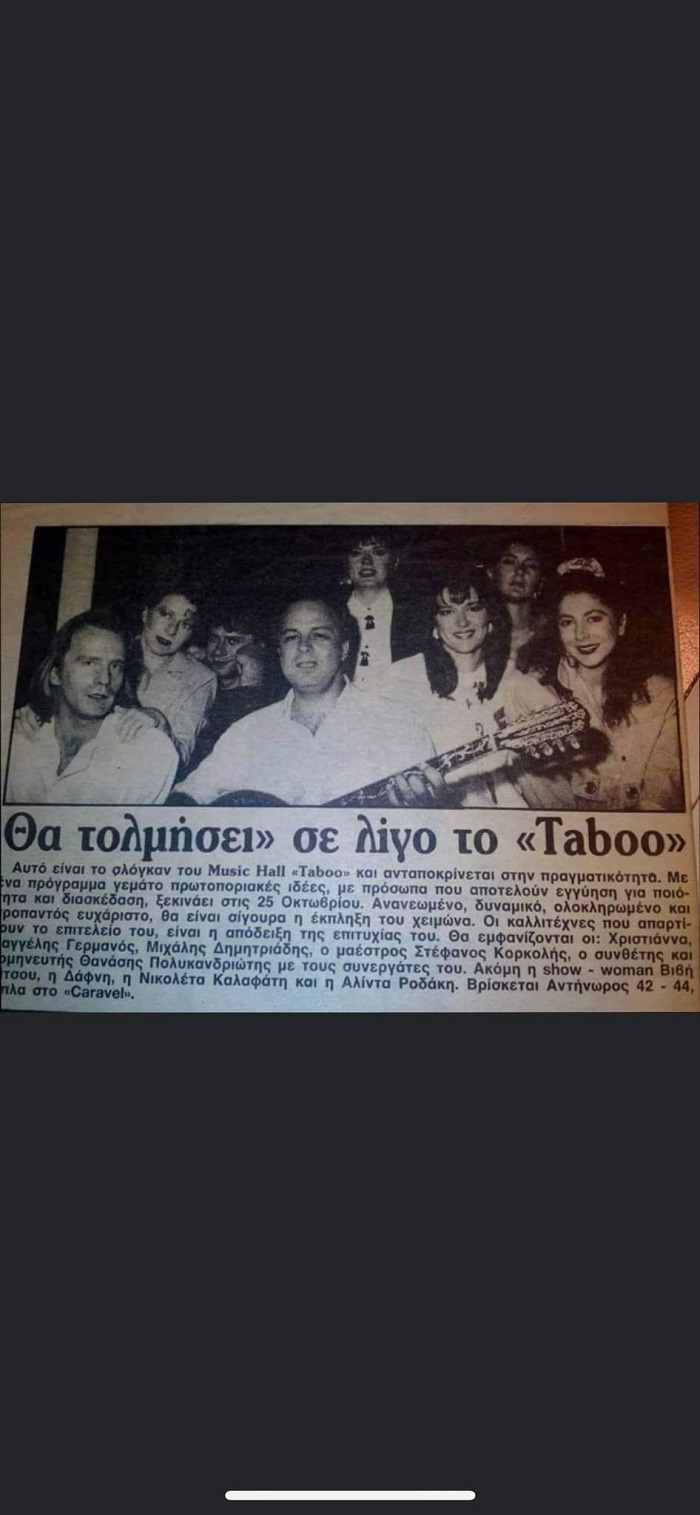 Θα τολμήσει» σε λίγο το «Taboo»
Αυτό είναι το σλόγκαν του Music Hall «Taboo» και ανταποκρίνεται στην πραγματικότητα. Με
ένα πρόγραμμα γεμάτο πρωτοποριακές ιδέες, με πρόσωπα που αποτελούν εγγύηση για ποιό-
ητα και διασκέδαση, ξεκινάει στις 25 Οκτωβρίου. Ανανεωμένο, δυναμικό, ολοκληρωμένο και
ροπαντός ευχάριστο, θα είναι σίγουρα η έκπληξη του χειμώνα. Οι καλλιτέχνες που απαρτί-
ουν το επιτελείο του, είναι η απόδειξη της επιτυχίας του. Θα εμφανίζονται οι: Χριστιάννα,
αγγέλης Γερμανός, Μιχάλης Δημητριάδης, ο μαέστρος Στέφανος Κορκολής, ο συνθέτης και
ρμηνευτής Θανάσης Πολυκανδριώτης με τους συνεργάτες του. Ακόμη η show - woman Βιβή
ίτσου, η Δάφνη, η Νικολέτα Καλαφάτη και η Αλίντα Ροδάκη. Βρίσκεται Αντήνωρος 42 - 44,
πλα στο «Caravel».